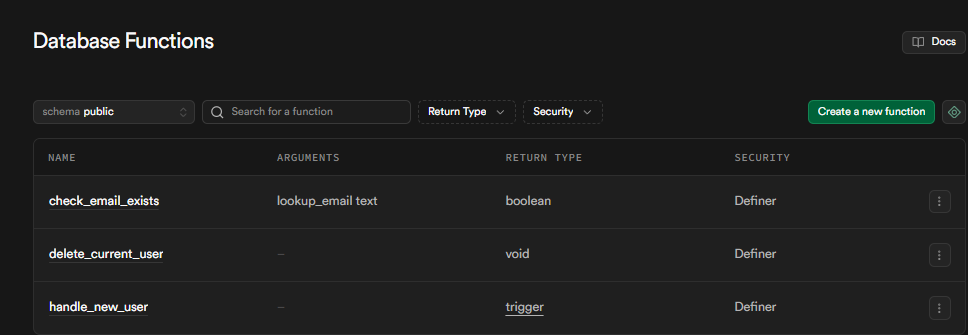 Database Functions
Docs
schema public
Search for a function
Return Type
Security
Create a new function
NAME ARGUMENTS RETURN TYPE SECURITY
check_email_exists lookup_email text boolean Definer
delete_current_user – void Definer
handle_new_user – trigger Definer